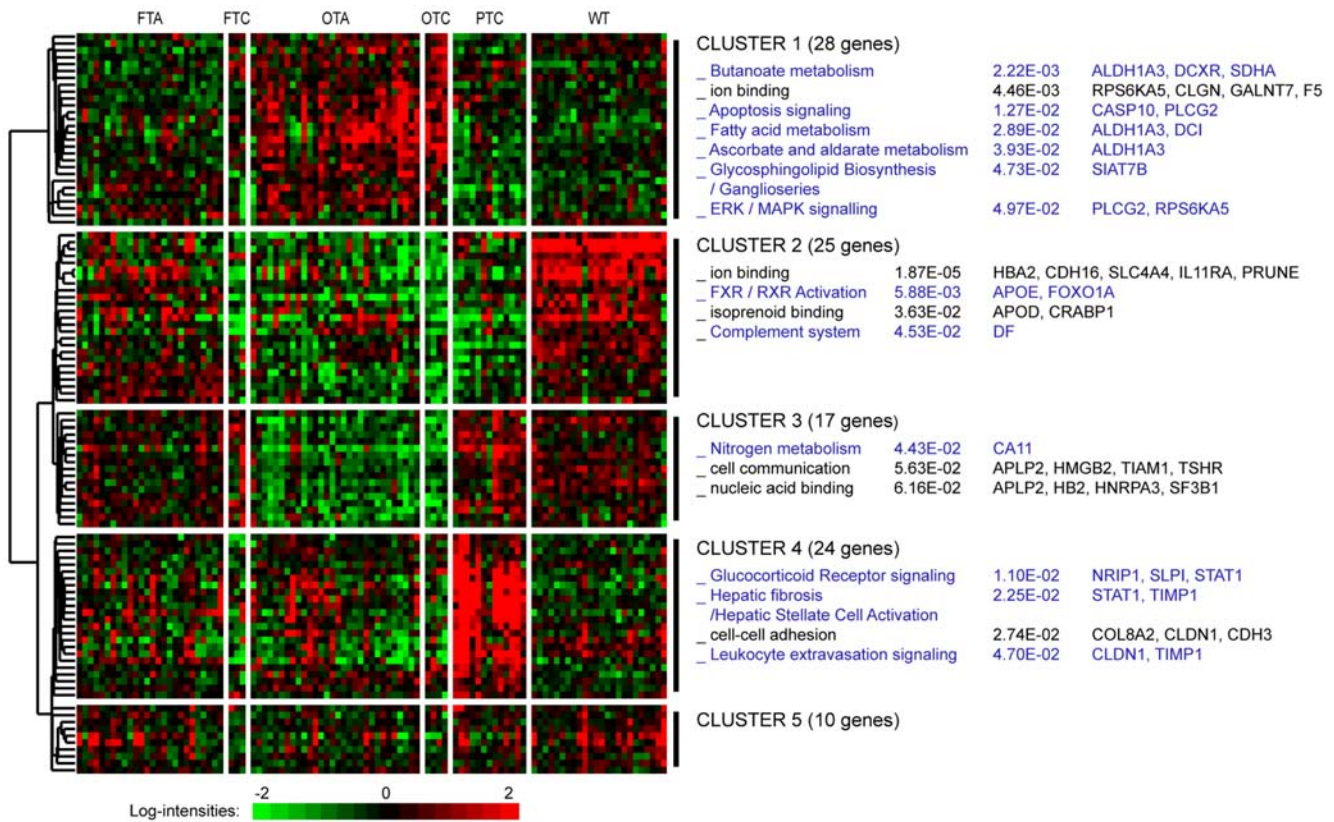 FTA FTC OTA OTC PTC WT
CLUSTER 1 (28 genes)
_ Butanoate metabolism 2.22E-03 ALDH1A3, DCXR, SDHA
_ ion binding 4.46E-03 RPS6KA5, CLGN, GALNT7, F5
_ Apoptosis signaling 1.27E-02 CASP10, PLCG2
_ Fatty acid metabolism 2.89E-02 ALDH1A3, DCI
_ Ascorbate and aldarate metabolism 3.93E-02 ALDH1A3
_ Glycosphingolipid Biosynthesis 4.73E-02 SIAT7B
/ Ganglioseries
_ ERK / MAPK signalling 4.97E-02 PLCG2, RPS6KA5
CLUSTER 2 (25 genes)
_ ion binding 1.87E-05 HBA2, CDH16, SLC4A4, IL11RA, PRUNE
_ FXR / RXR Activation 5.88E-03 APOE, FOXO1A
_ isoprenoid binding 3.63E-02 APOD, CRABP1
_ Complement system 4.53E-02 DF
CLUSTER 3 (17 genes)
_ Nitrogen metabolism 4.43E-02 CA11
_ cell communication 5.63E-02 APLP2, HMGB2, TIAM1, TSHR
_ nucleic acid binding 6.16E-02 APLP2, HB2, HNRPA3, SF3B1
CLUSTER 4 (24 genes)
_ Glucocorticoid Receptor signaling 1.10E-02 NRIP1, SLPI, STAT1
_ Hepatic fibrosis 2.25E-02 STAT1, TIMP1
/Hepatic Stellate Cell Activation
_ cell-cell adhesion 2.74E-02 COL8A2, CLDN1, CDH3
_ Leukocyte extravasation signaling 4.70E-02 CLDN1, TIMP1
CLUSTER 5 (10 genes)
-2 0 2
Log-intensities: